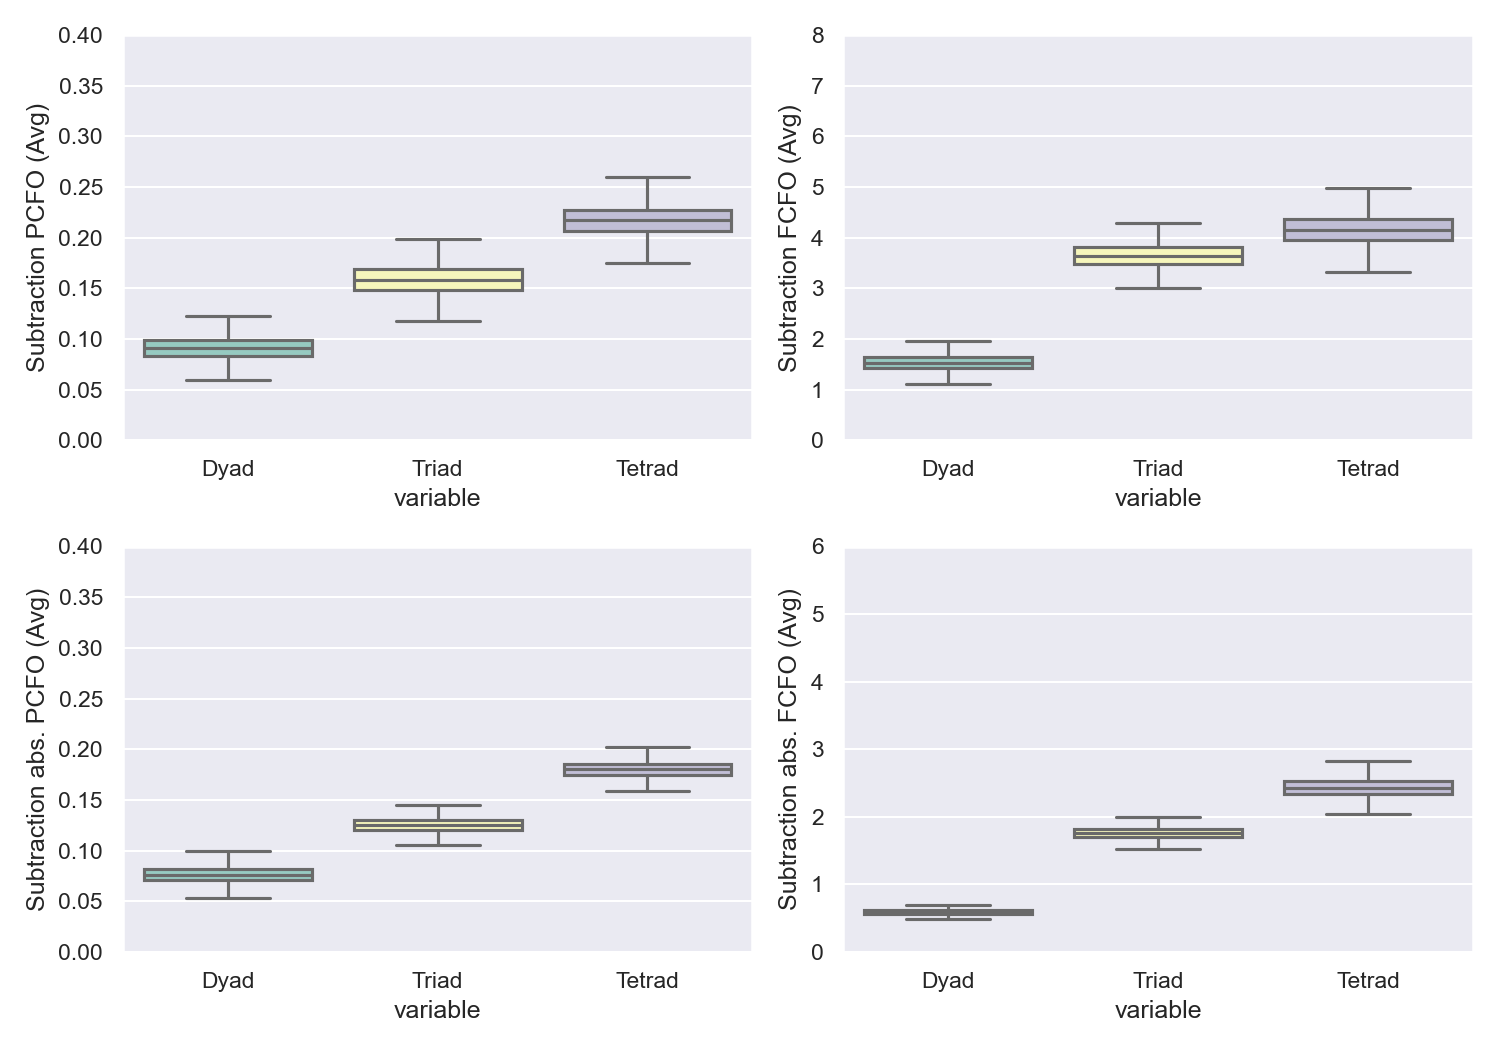 Subtraction PCFO (Avg)
0.40
0.35
0.30
0.25
0.20
0.15
0.10
0.05
0.00
Dyad Triad Tetrad
variable
Subtraction FCFO (Avg)
8
7
6
5
4
3
2
1
0
Dyad Triad Tetrad
variable
Subtraction abs. PCFO (Avg)
0.40
0.35
0.30
0.25
0.20
0.15
0.10
0.05
0.00
Dyad Triad Tetrad
variable
Subtraction abs. FCFO (Avg)
6
5
4
3
2
1
0
Dyad Triad Tetrad
variable